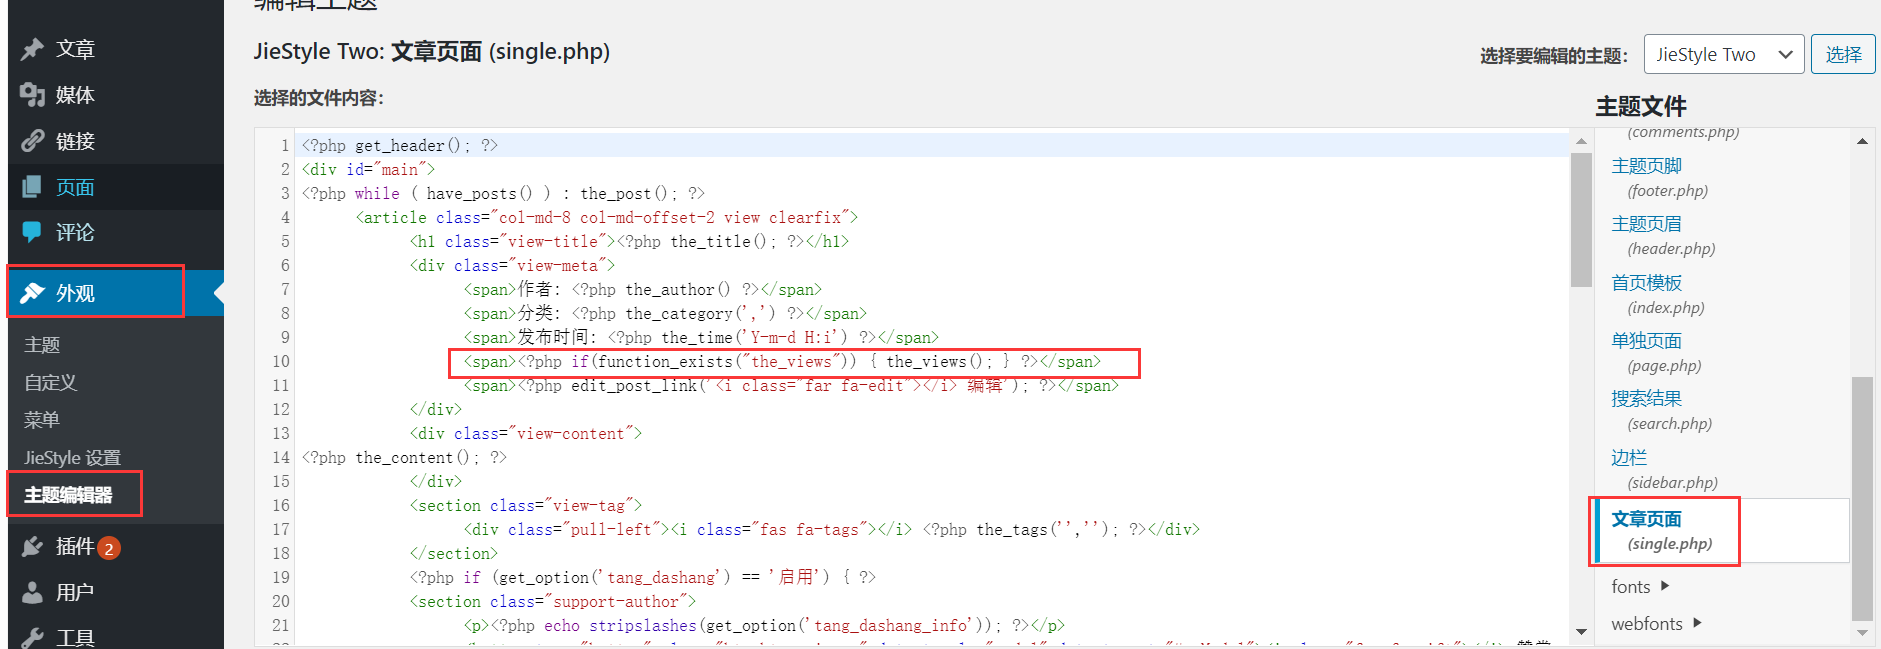 编辑主题
文章
媒体
链接
页面
评论
外观
主题
自定义
菜单
JieStyle 设置
主题编辑器
插件 2
用户
工具
JieStyle Two: 文章页面 (single.php)
选择要编辑的主题： JieStyle Two 选择
选择的文件内容：
1 <?php get_header(); ?>
2 <div id="main">
3 <?php while ( have_posts() ) : the_post(); ?>
4 <article class="col-md-8 col-md-offset-2 view clearfix">
5 <h1 class="view-title"><?php the_title(); ?></h1>
6 <div class="view-meta">
7 <span>作者: <?php the_author() ?></span>
8 <span>分类: <?php the_category(',') ?></span>
9 <span>发布时间: <?php the_time('Y-m-d H:i') ?></span>
10 <span><?php if(function_exists("the_views")) { the_views(); } ?></span>
11 <span><?php edit_post_link('<i class="far fa-edit"></i> 编辑'); ?></span>
12 </div>
13 <div class="view-content">
14 <?php the_content(); ?>
15 </div>
16 <section class="view-tag">
17 <div class="pull-left"><i class="fas fa-tags"></i> <?php the_tags('',''); ?></div>
18 </section>
19 <?php if (get_option('tang_dashang') == '启用') { ?>
20 <section class="support-author">
21 <p><?php echo stripslashes(get_option('tang_dashang_info')); ?></p>
主题文件
(comments.php)
主题页脚
(footer.php)
主题页眉
(header.php)
首页模板
(index.php)
单独页面
(page.php)
搜索结果
(search.php)
边栏
(sidebar.php)
文章页面
(single.php)
fonts
webfonts